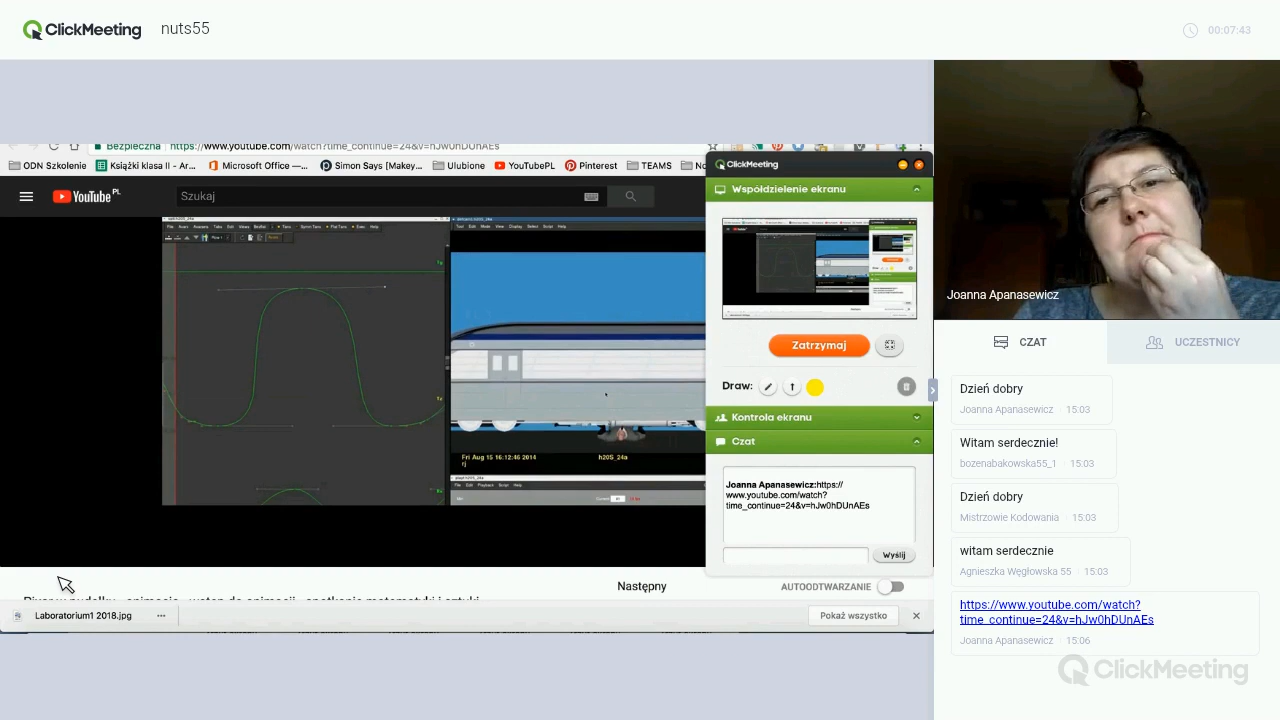 ClickMeeting
nuts55
00:07:43
Bezpieczna
https://www.youtube.com/watch?time_continue=24&v=hJw0hDUnAEs
ODN Szkolenie
Książki klasa II – Ar...
Microsoft Office —...
Simon Says [Makey...
Ulubione
YouTubePL
Pinterest
TEAMS
YouTube PL
Szukaj
Fri Aug 15 16:12:46 2014
h20S_24a
rj
ClickMeeting
Współdzielenie ekranu
Zatrzymaj
Draw:
Kontrola ekranu
Czat
Joanna Apanasewicz:https://
www.youtube.com/watch?
time_continue=24&v=hJw0hDUnAEs
Wyślij
Następny
AUTOODTWARZANIE
Laboratorium1 2018.jpg
Pokaż wszystko
Joanna Apanasewicz
CZAT
UCZESTNICY
Dzień dobry
Joanna Apanasewicz · 15:03
Witam serdecznie!
bozenabakowska55_1 · 15:03
Dzień dobry
Mistrzowie Kodowania · 15:03
witam serdecznie
Agnieszka Węgłowska 55 · 15:03
https://www.youtube.com/watch?
time_continue=24&v=hJw0hDUnAEs
Joanna Apanasewicz · 15:06
ClickMeeting